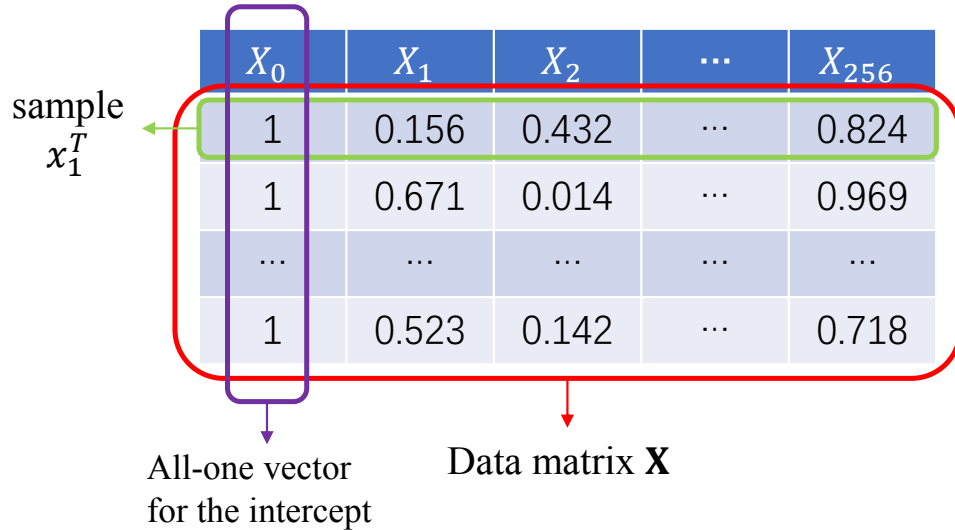 X₀ X₁ X₂ ⋯ X₂₅₆
sample
x₁ᵀ
1 0.156 0.432 ⋯ 0.824
1 0.671 0.014 ⋯ 0.969
⋯ ⋯ ⋯ ⋯ ⋯
1 0.523 0.142 ⋯ 0.718
All-one vector
for the intercept
Data matrix 𝐗